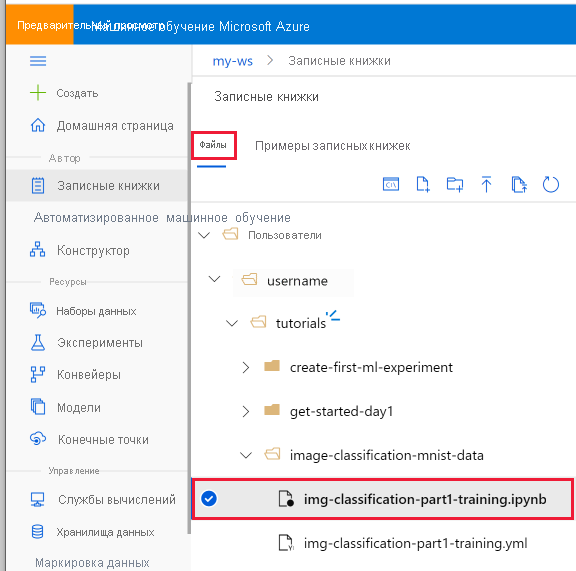 Предварительный просмотр
Машинное обучение Microsoft Azure
my-ws > Записные книжки
Создать
Домашняя страница
Автор
Записные книжки
Автоматизированное машинное обучение
Конструктор
Ресурсы
Наборы данных
Эксперименты
Конвейеры
Модели
Конечные точки
Управление
Службы вычислений
Хранилища данных
Маркировка данных
Записные книжки
Файлы
Примеры записных книжек
Пользователи
username
tutorials
create-first-ml-experiment
get-started-day1
image-classification-mnist-data
img-classification-part1-training.ipynb
img-classification-part1-training.yml